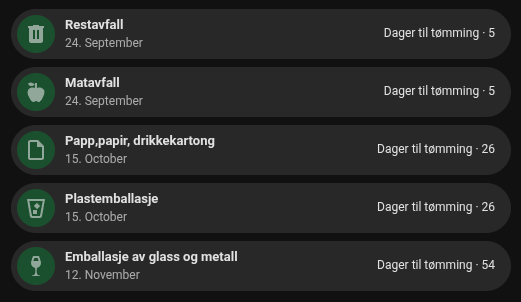 Restavfall
24. September
Dager til tømming · 5
Matavfall
24. September
Dager til tømming · 5
Papp,papir, drikkekartong
15. October
Dager til tømming · 26
Plastemballasje
15. October
Dager til tømming · 26
Emballasje av glass og metall
12. November
Dager til tømming · 54